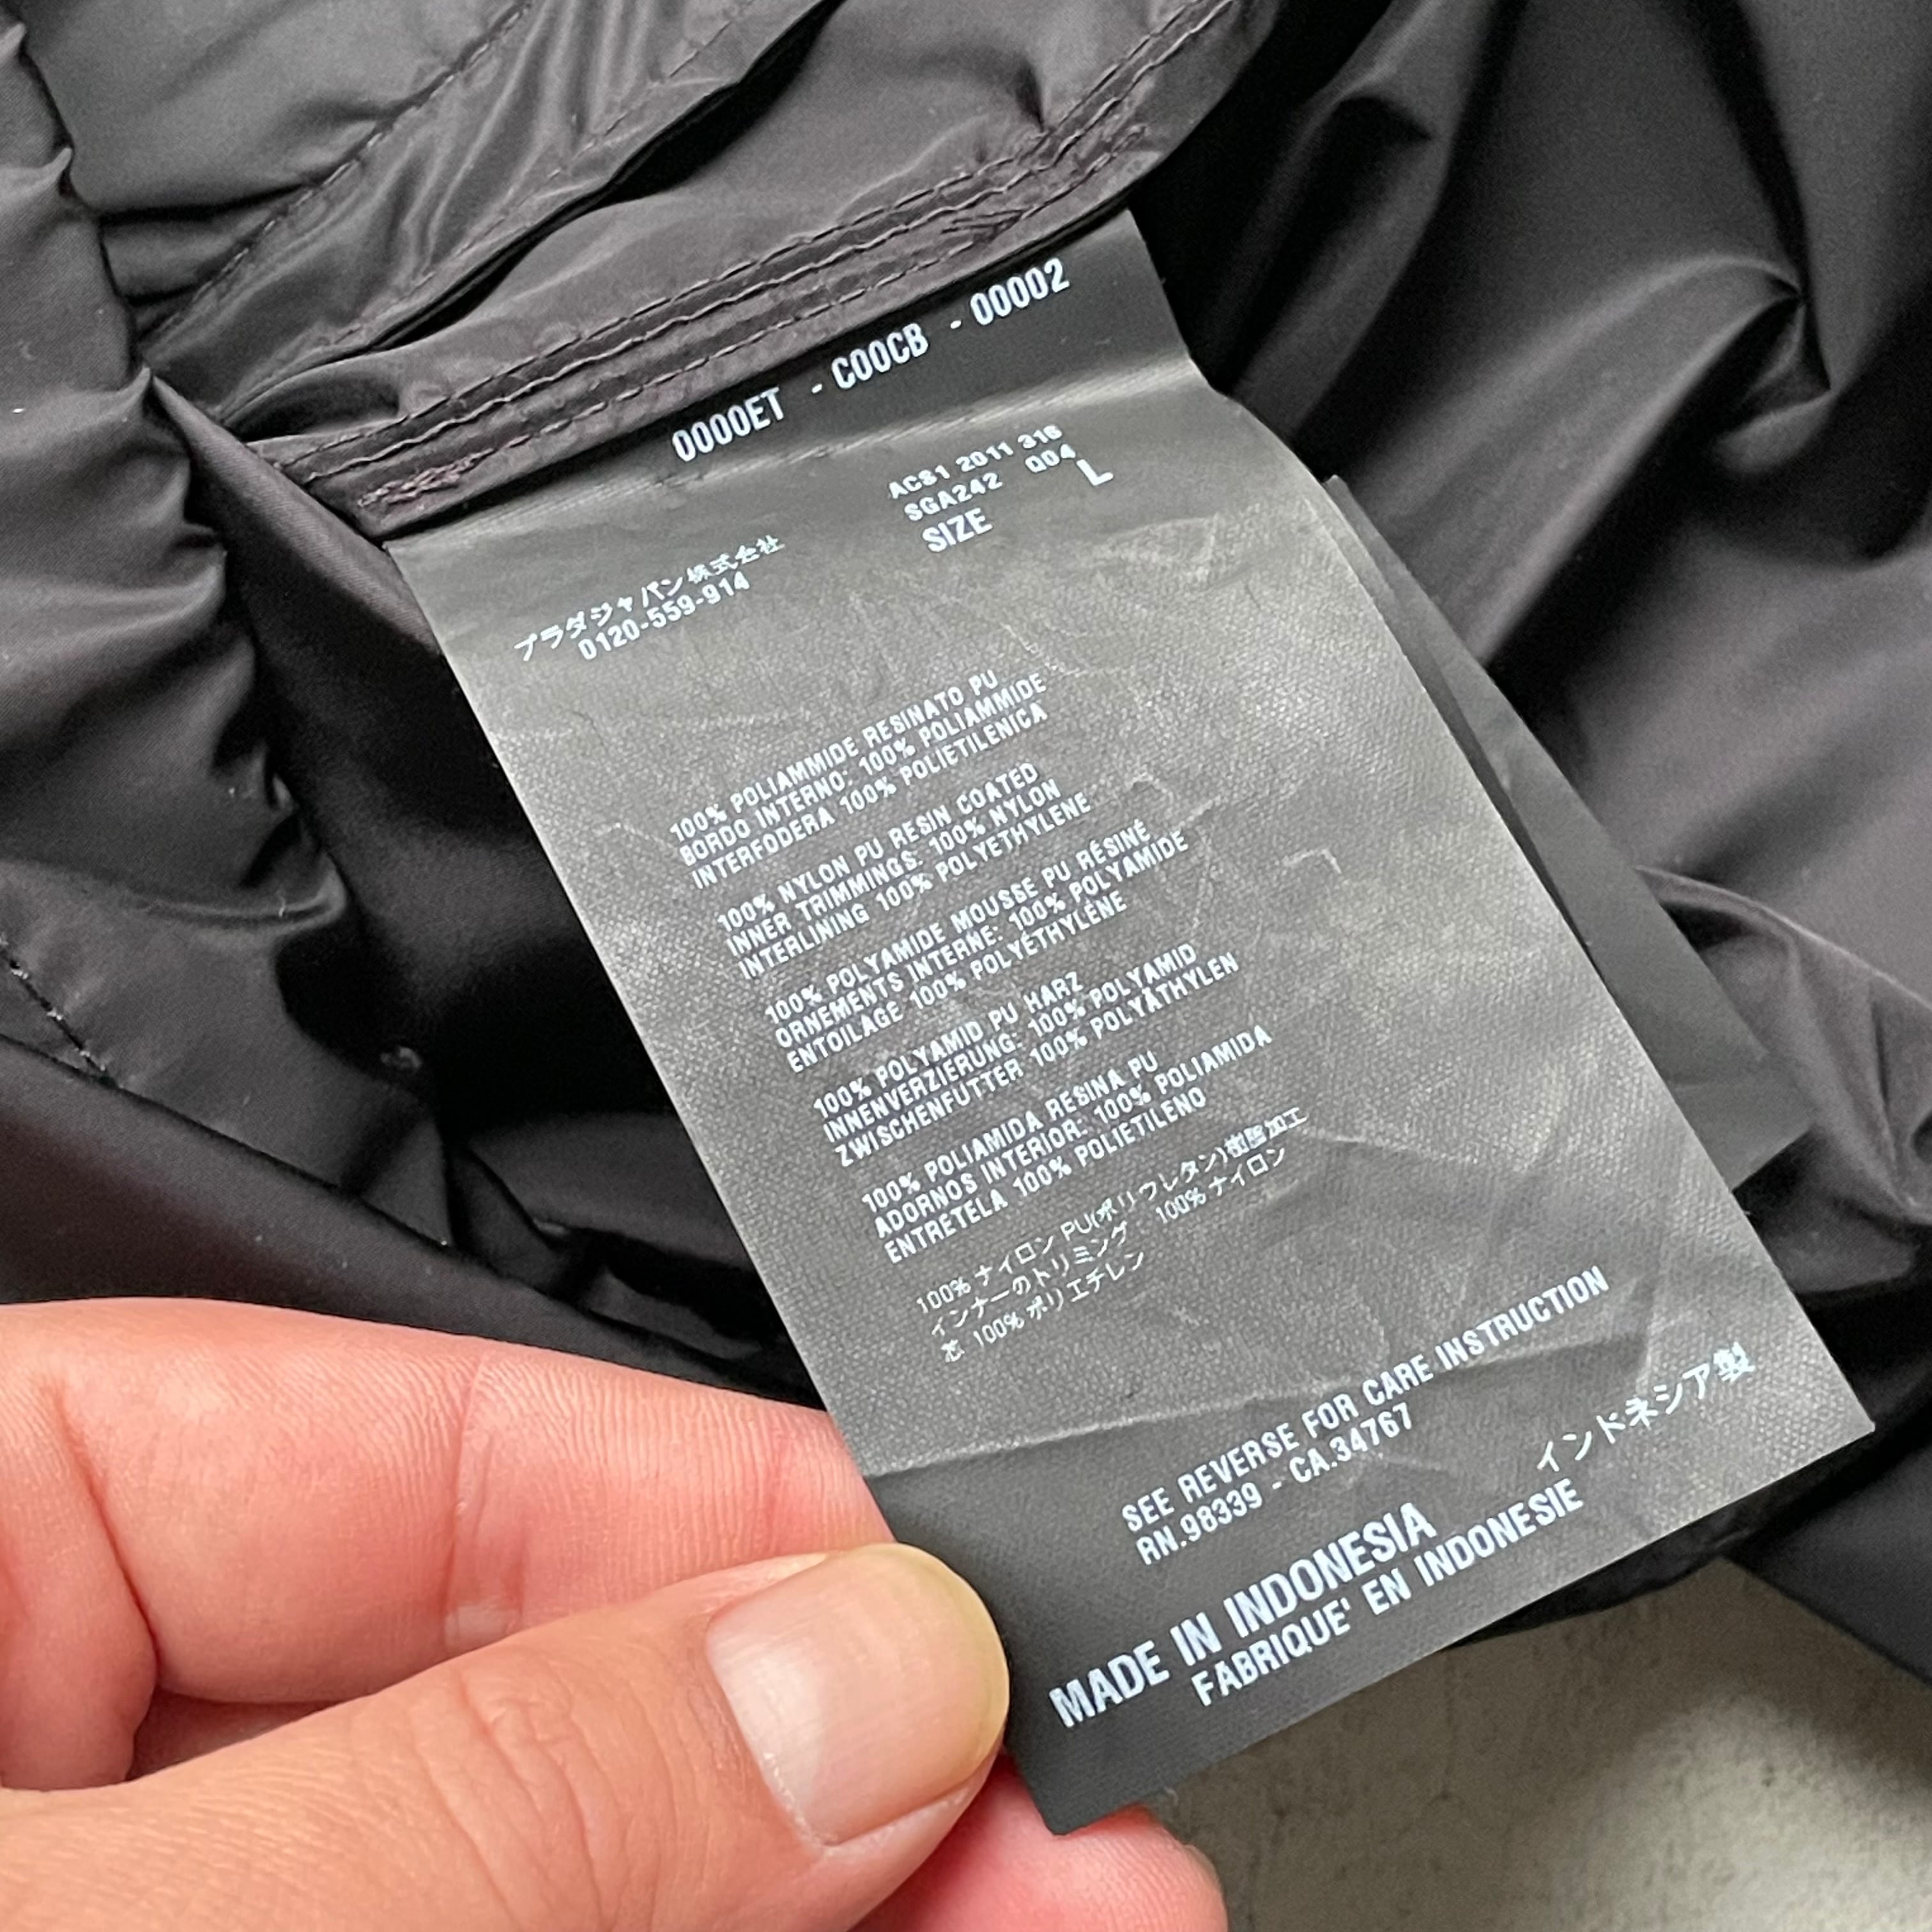 0000ET - C00CB - 00002
ACS1 2011 316
SGA242 Q04
SIZE L
プラダジャパン株式会社
0120-559-914
100% POLIAMMIDE RESINATO PU
BORDO INTERNO: 100% POLIAMMIDE
INTERFODERA 100% POLIETILENICA
100% NYLON PU RESIN COATED
INNER TRIMMINGS: 100% NYLON
INTERLINING 100% POLYETHYLENE
100% POLYAMIDE MOUSSE PU RÉSINÉ
ORNEMENTS INTERNE: 100% POLYAMIDE
ENTOILAGE 100% POLYÉTHYLÈNE
100% POLYAMID PU HARZ
INNENVERZIERUNG: 100% POLYAMID
ZWISCHENFUTTER 100% POLYÄTHYLEN
100% POLIAMIDA RESINA PU
ADORNOS INTERIOR: 100% POLIAMIDA
ENTRETELA 100% POLIETILENO
100% ナイロン PU(ポリウレタン)樹脂加工
インナーのトリミング 100% ナイロン
芯 100% ポリエチレン
SEE REVERSE FOR CARE INSTRUCTION
RN.98339 - CA.34767
インドネシア製
MADE IN INDONESIA
FABRIQUE' EN INDONESIE